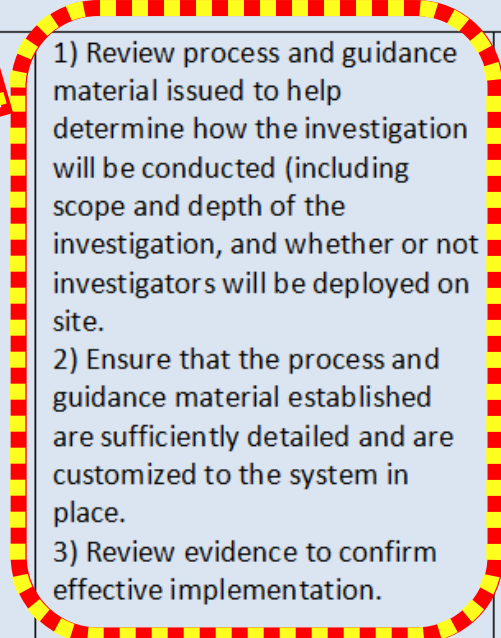 1) Review process and guidance
material issued to help
determine how the investigation
will be conducted (including
scope and depth of the
investigation, and whether or not
investigators will be deployed on
site.
2) Ensure that the process and
guidance material established
are sufficiently detailed and are
customized to the system in
place.
3) Review evidence to confirm
effective implementation.